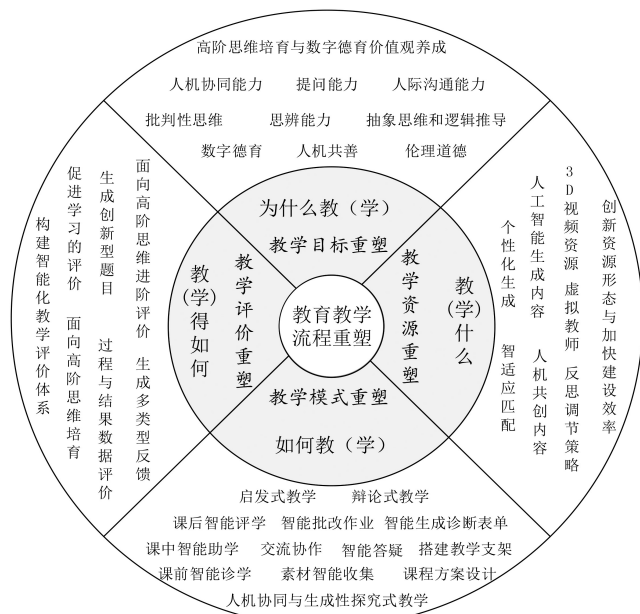 高阶思维培育与数字德育价值观养成
人机协同能力 提问能力 人际沟通能力
批判性思维 思辨能力 抽象思维和逻辑推导
数字德育 人机共善 伦理道德
为什么教（学）
教学目标重塑
教育教学
流程重塑
教（学）得如何
教学评价重塑
教学资源重塑
教（学）什么
教学模式重塑
如何教（学）
构建智能化教学评价体系
促进学习的评价 面向高阶思维培育
生成创新型题目 过程与结果数据评价
面向高阶思维进阶评价 生成多类型反馈
个性化生成 智适应匹配
人工智能生成内容 人机共创内容
3D视频资源 虚拟教师 反思调节策略
创新资源形态与加快建设效率
启发式教学 辩论式教学
课后智能评学 智能批改作业 智能生成诊断表单
课中智能助学 交流协作 智能答疑 搭建教学支架
课前智能诊学 素材智能收集 课程方案设计
人机协同与生成性探究式教学